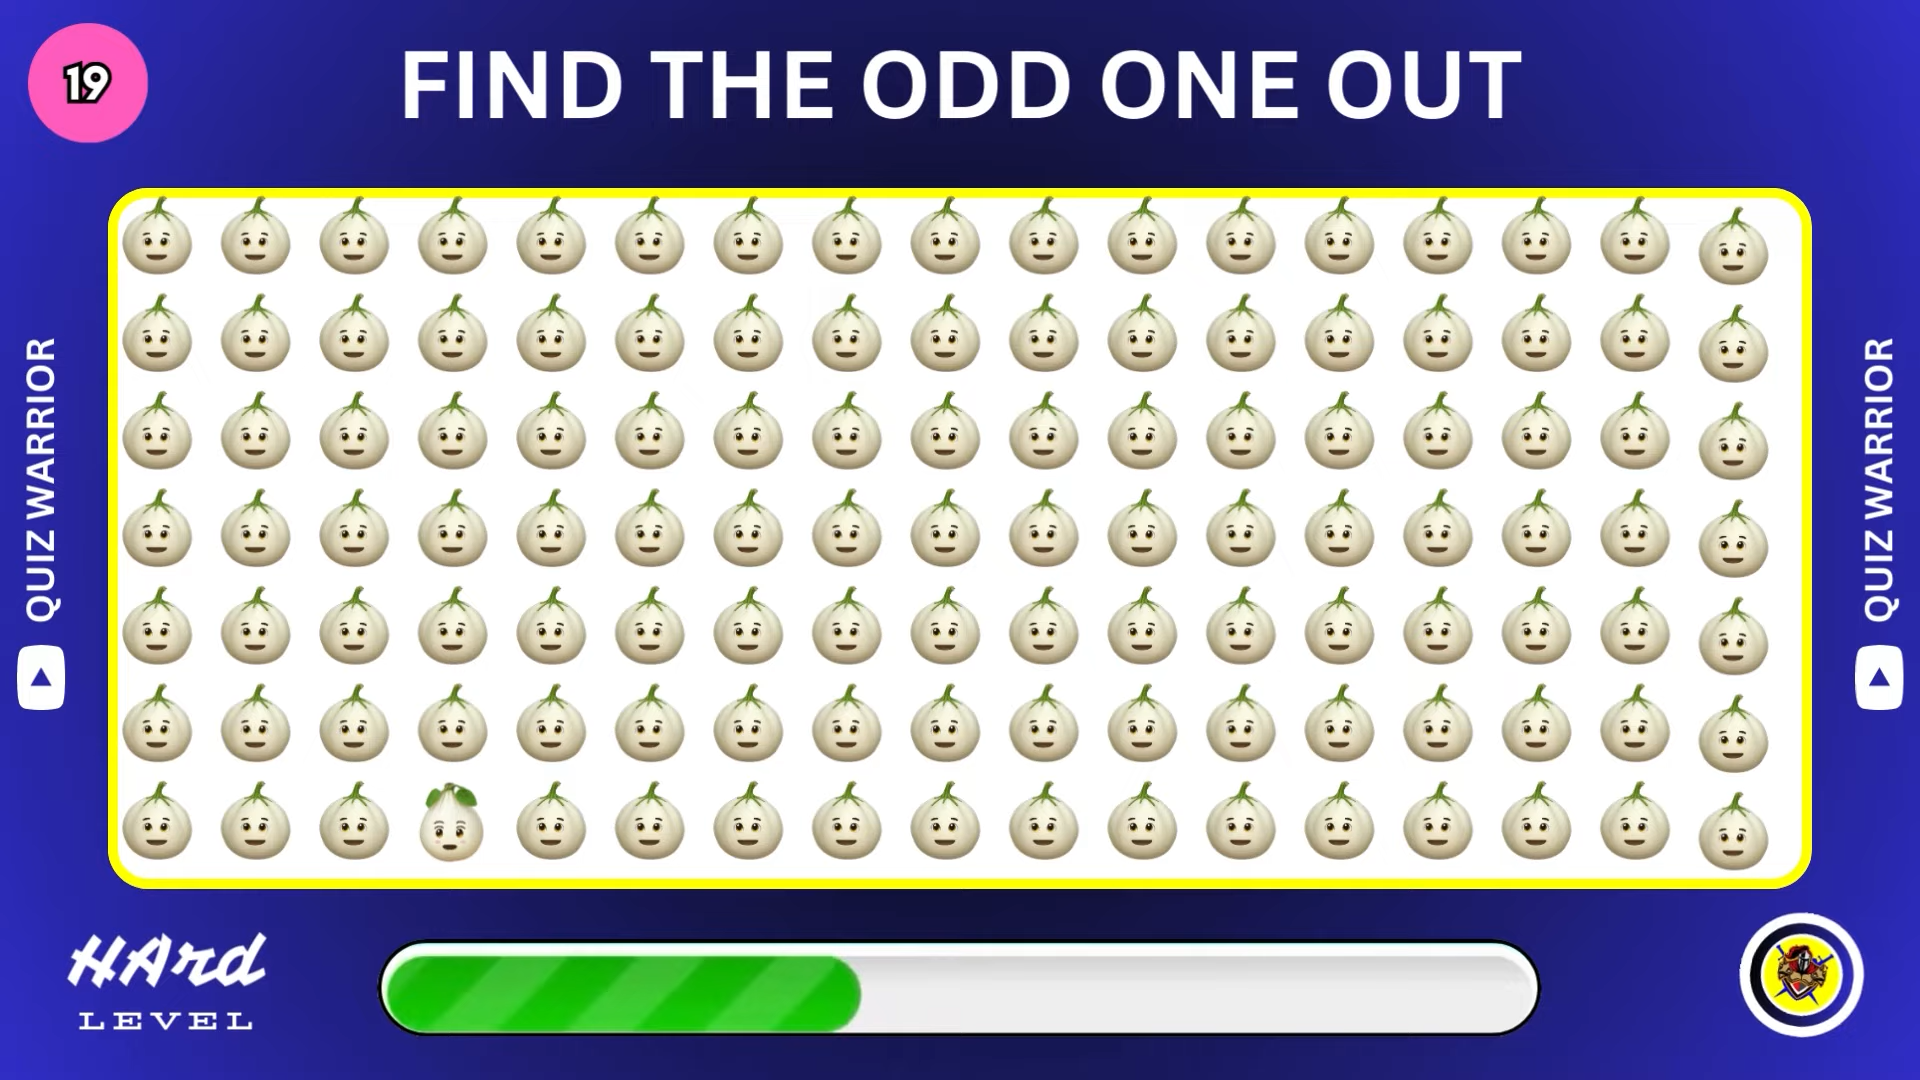 19
FIND THE ODD ONE OUT
QUIZ WARRIOR
QUIZ WARRIOR
HArd
LEVEL